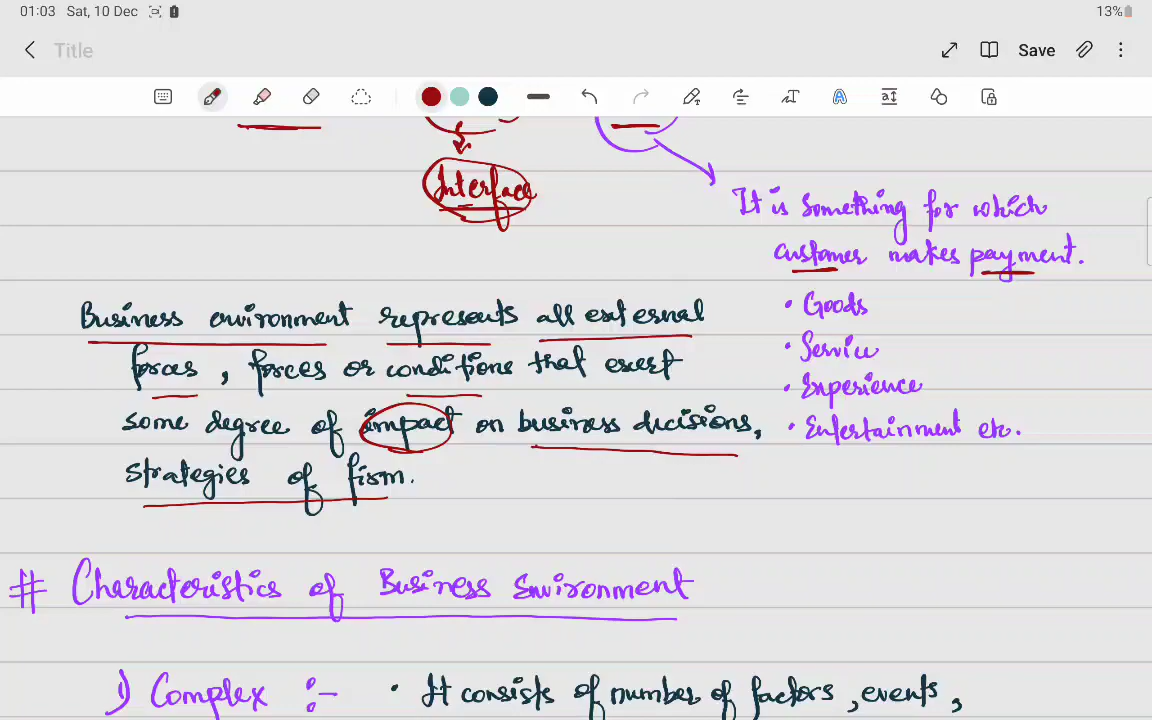 01:03 Sat, 10 Dec
13%
Title
Save
Interface
It is something for which
customer makes payment.
• Goods
• Service
• Experience
• Entertainment etc.
Business environment represents all external
forces, forces or conditions that exert
some degree of impact on business decisions,
strategies of firm.
# Characteristics of Business Environment
1) Complex :- • It consists of number of factors, events,